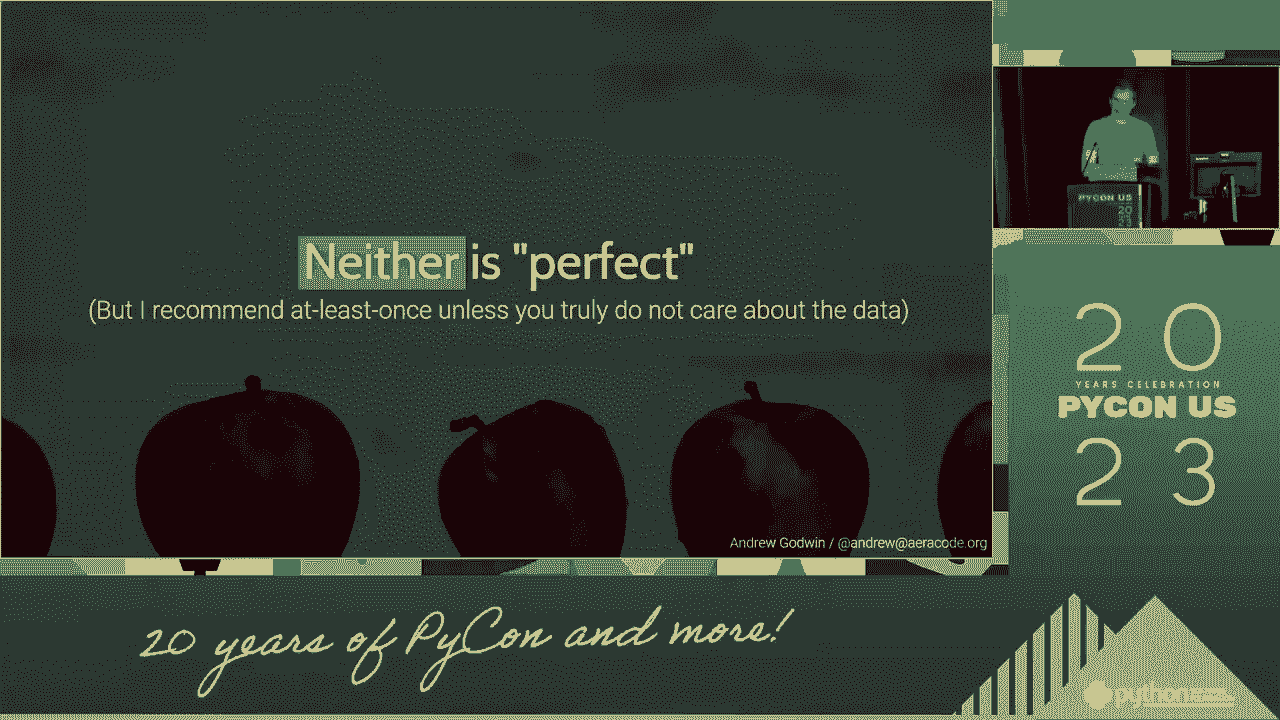 Neither is "perfect"
(But I recommend at-least-once unless you truly do not care about the data)
Andrew Godwin / @andrew@aeracode.org
PYCON US
20
YEARS CELEBRATION
PYCON US
23
20 years of PyCon and more!
python